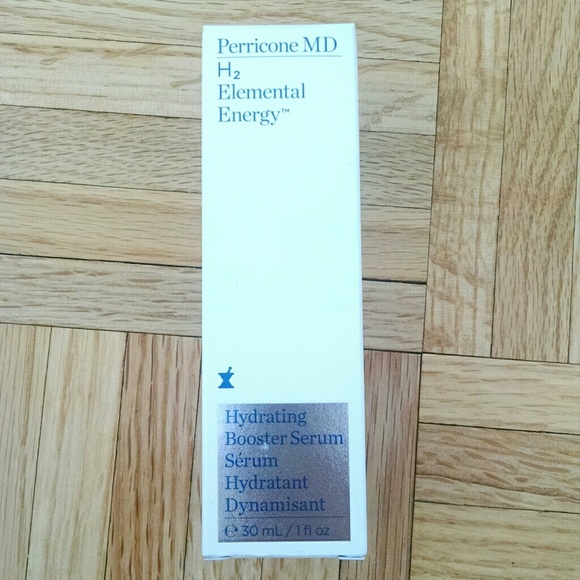 Perricone MD
H₂
Elemental
Energy™
Hydrating
Booster Serum
Sérum
Hydratant
Dynamisant
℮ 30 mL / 1 fl oz